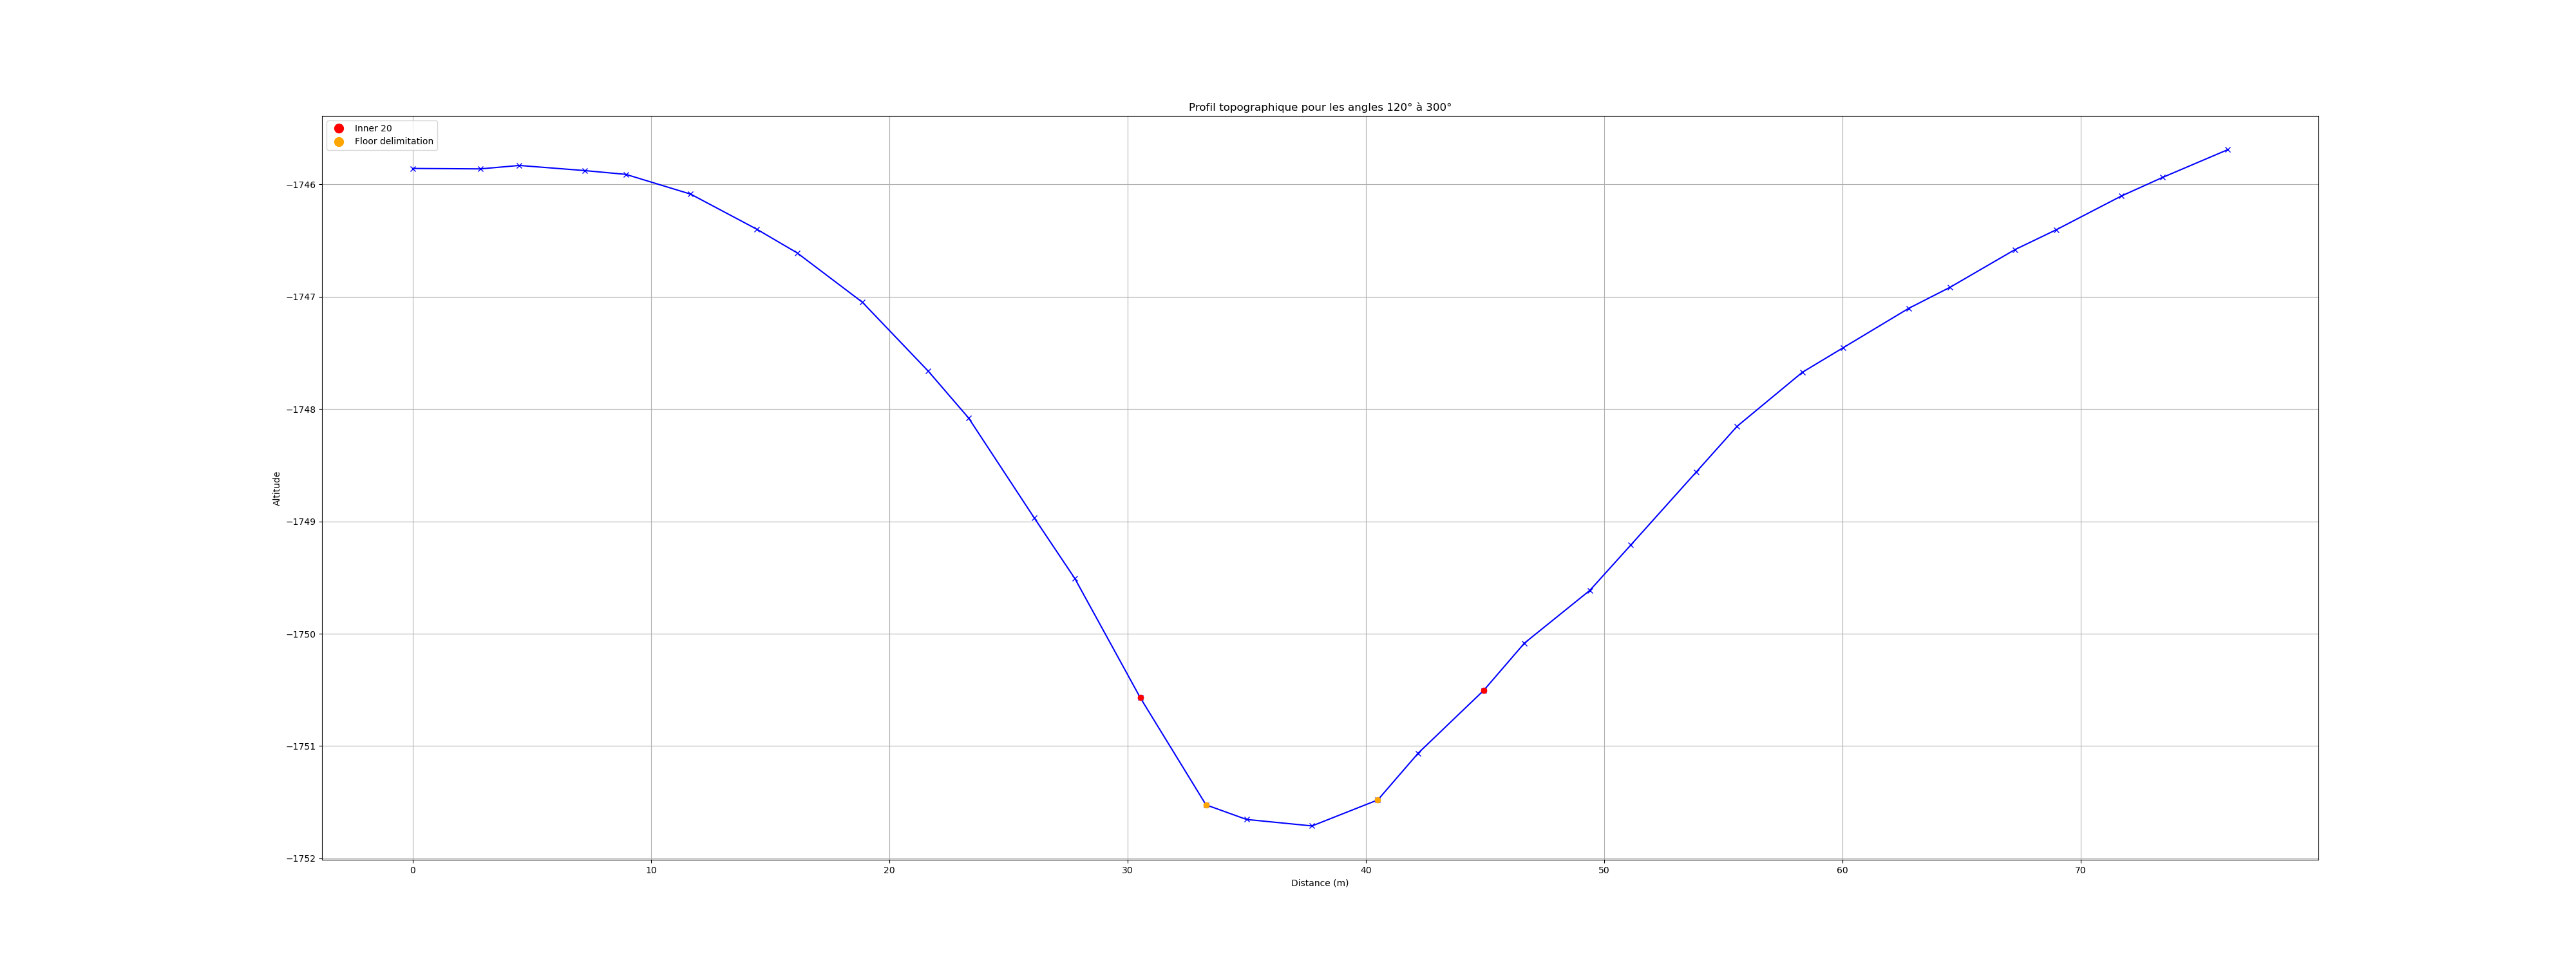 Profil topographique pour les angles 120° à 300°
Inner 20
Floor delimitation
−1746
−1747
−1748
−1749
−1750
−1751
−1752
Altitude
0 10 20 30 40 50 60 70
Distance (m)